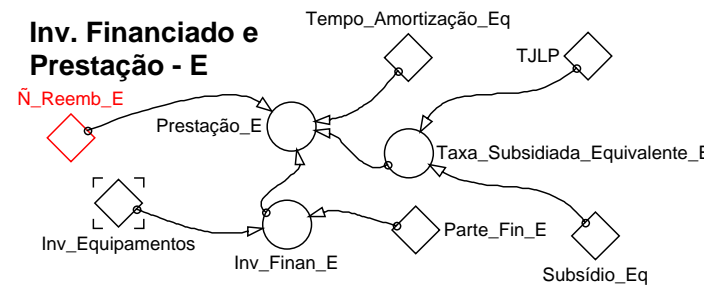 Inv. Financiado e
Prestação - E
Tempo_Amortização_Eq
TJLP
Ñ_Reemb_E
Prestação_E
Taxa_Subsidiada_Equivalente_E
Inv_Equipamentos
Inv_Finan_E
Parte_Fin_E
Subsídio_Eq